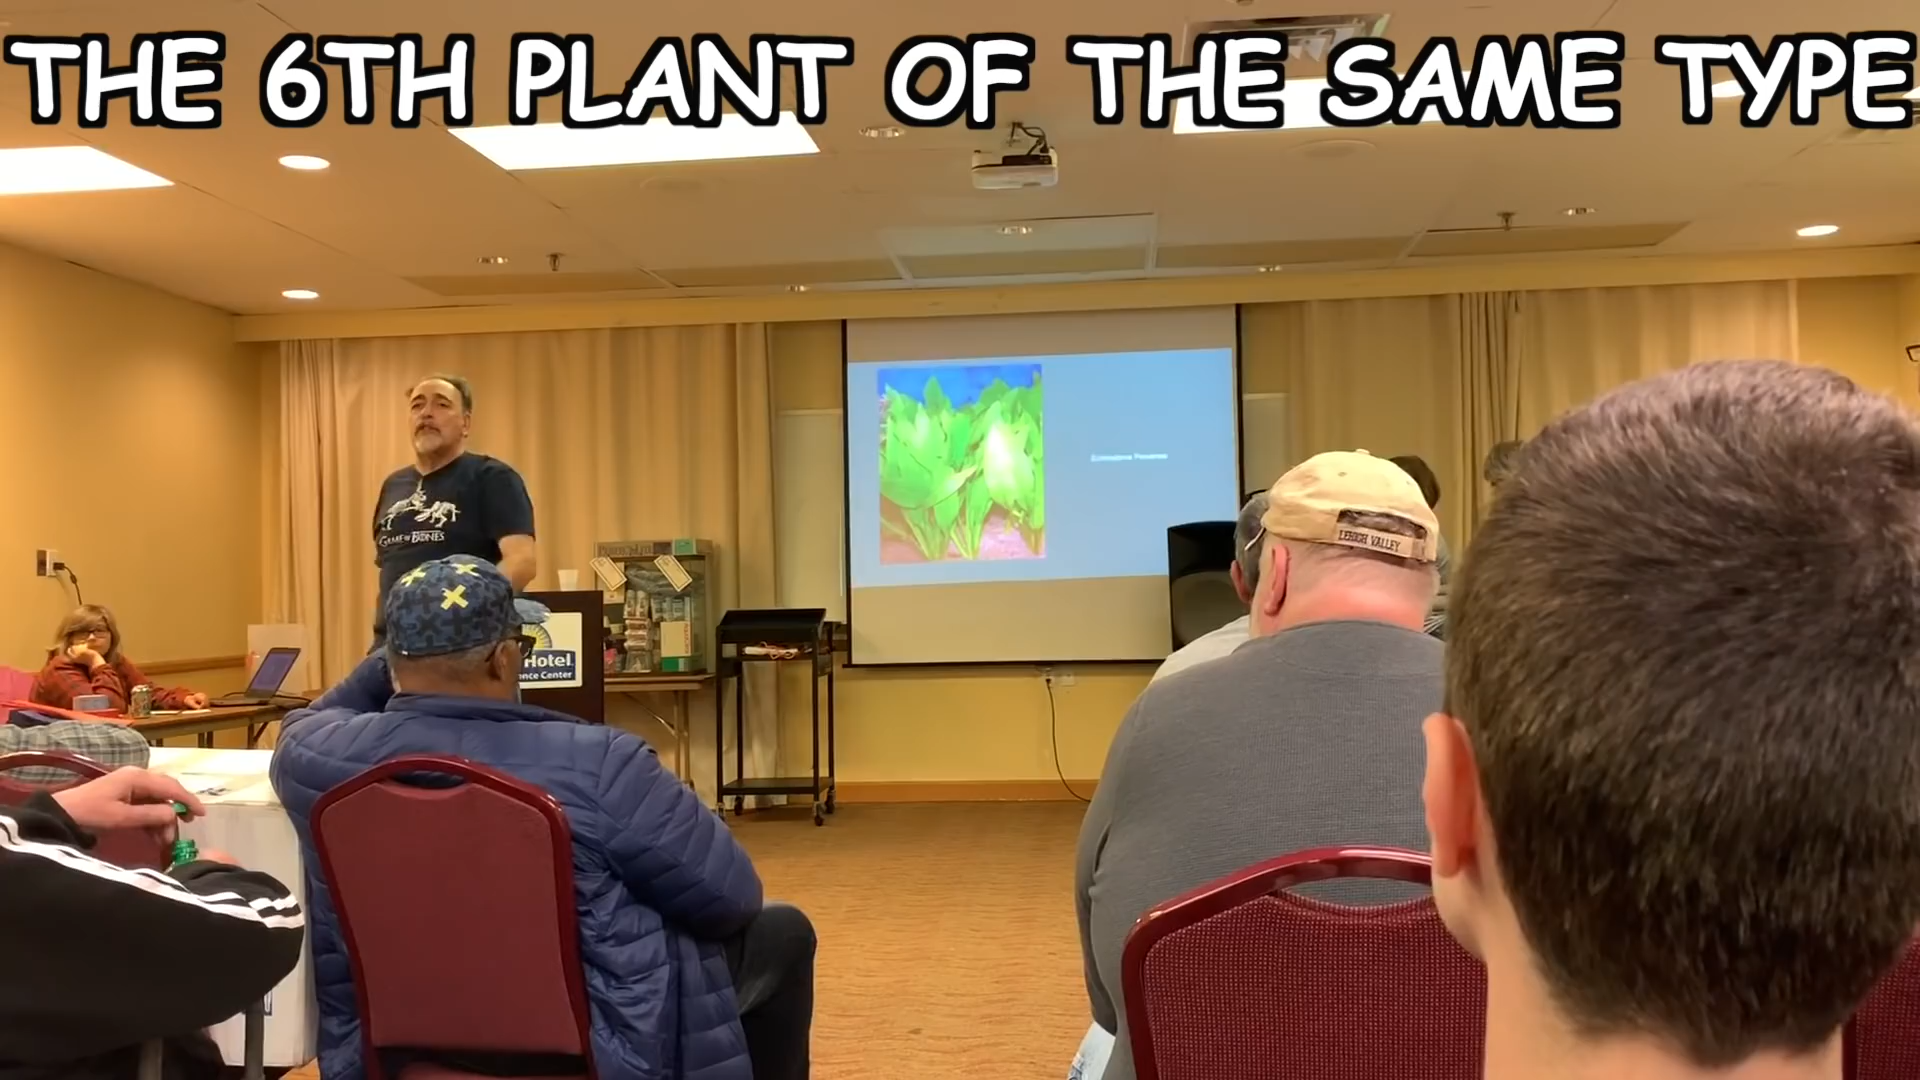 THE 6TH PLANT OF THE SAME TYPE
GAME OF BONES
Hotel
ence Center
LEHIGH VALLEY